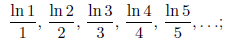 ln 1/1, ln 2/2, ln 3/3, ln 4/4, ln 5/5, . . . ;